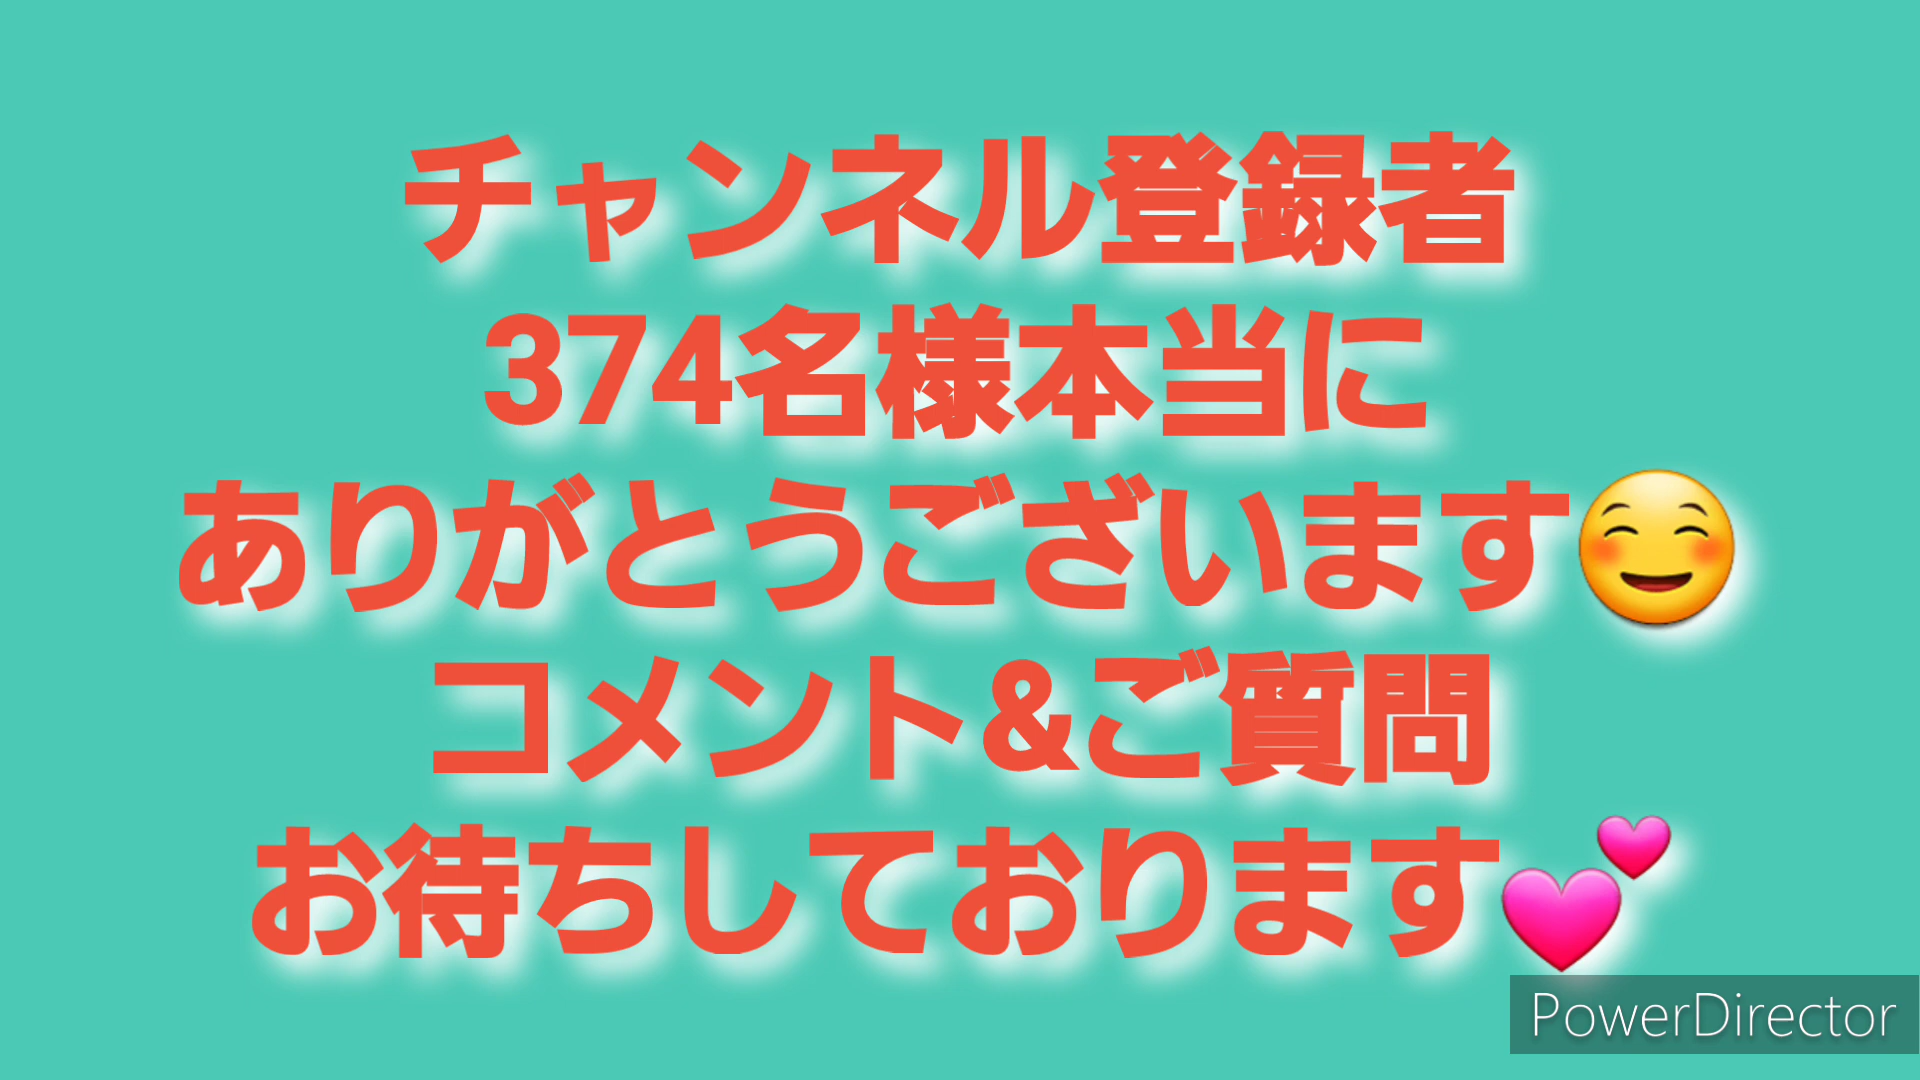 チャンネル登録者
374名様本当に
ありがとうございます😊
コメント&ご質問
お待ちしております💕
PowerDirector